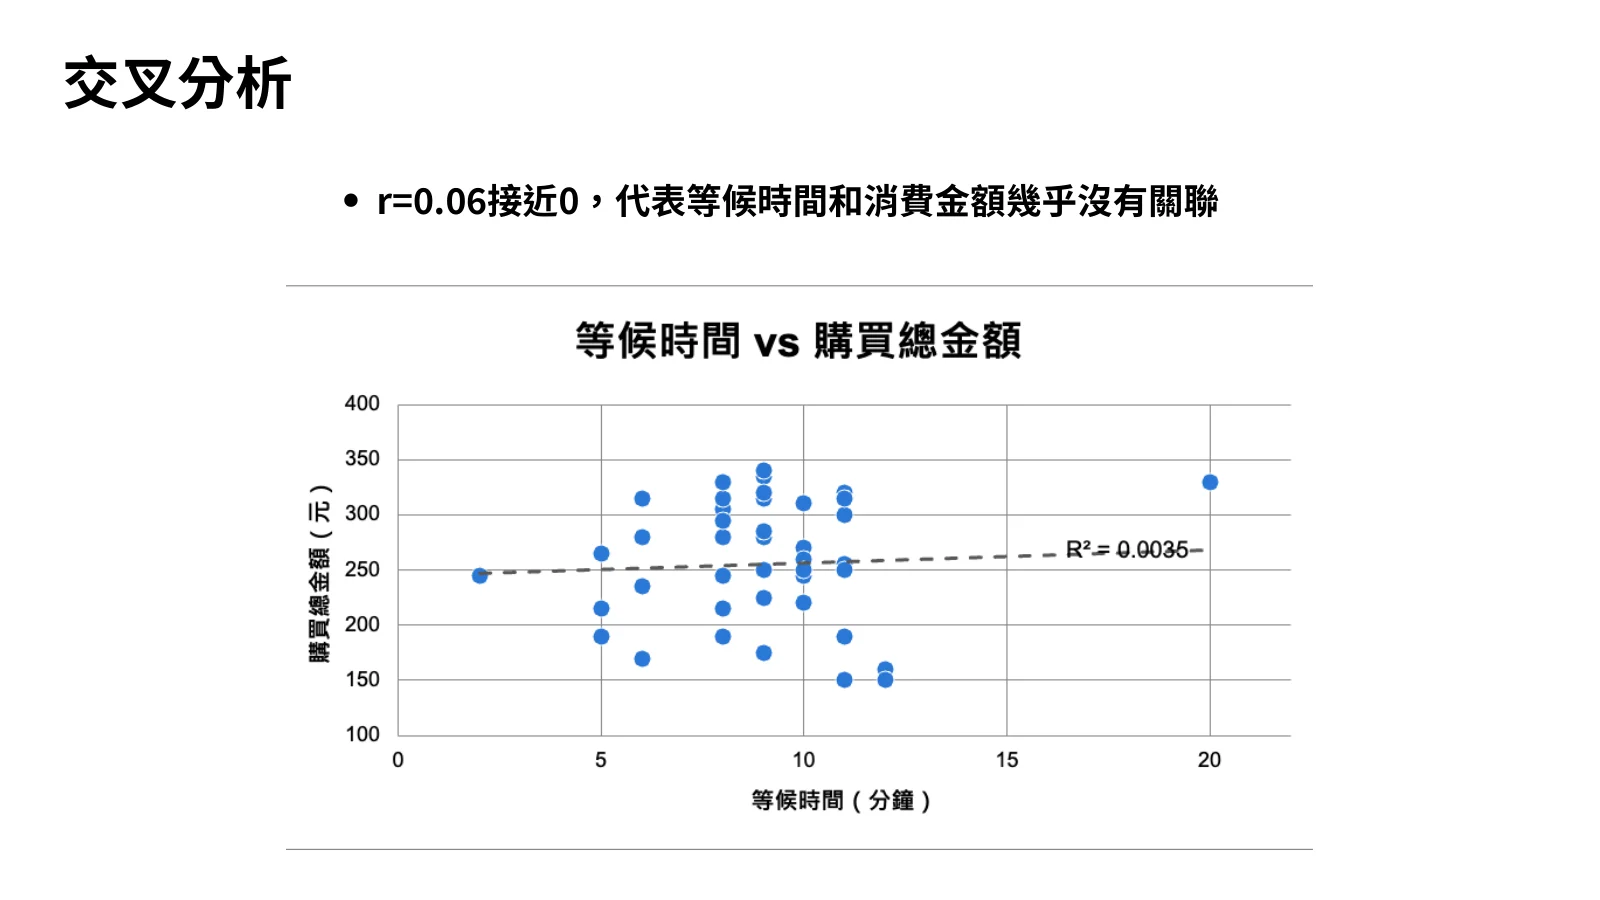 交叉分析
• r=0.06接近0，代表等候時間和消費金額幾乎沒有關聯
等候時間 vs 購買總金額
400
350
300
250
200
150
100
購買總金額（元）
R² = 0.0035
0 5 10 15 20
等候時間（分鐘）